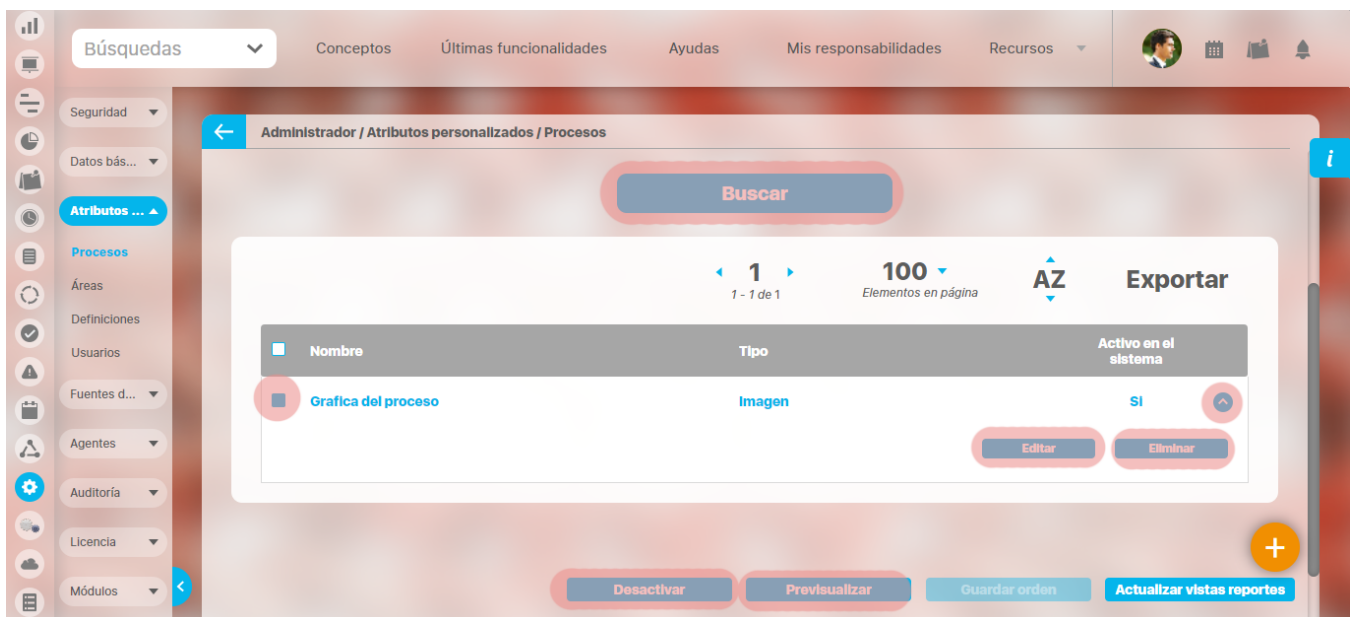 Búsquedas
Conceptos
Últimas funcionalidades
Ayudas
Mis responsabilidades
Recursos
Seguridad
Datos bás...
Atributos ...
Procesos
Áreas
Definiciones
Usuarios
Fuentes d...
Agentes
Auditoría
Licencia
Módulos
Administrador / Atributos personalizados / Procesos
i
Buscar
1
1 - 1 de 1
100
Elementos en página
AZ
Exportar
Nombre
Tipo
Activo en el
sistema
Grafica del proceso
Imagen
Si
Editar
Eliminar
+
Desactivar
Previsualizar
Guardar orden
Actualizar vistas reportes